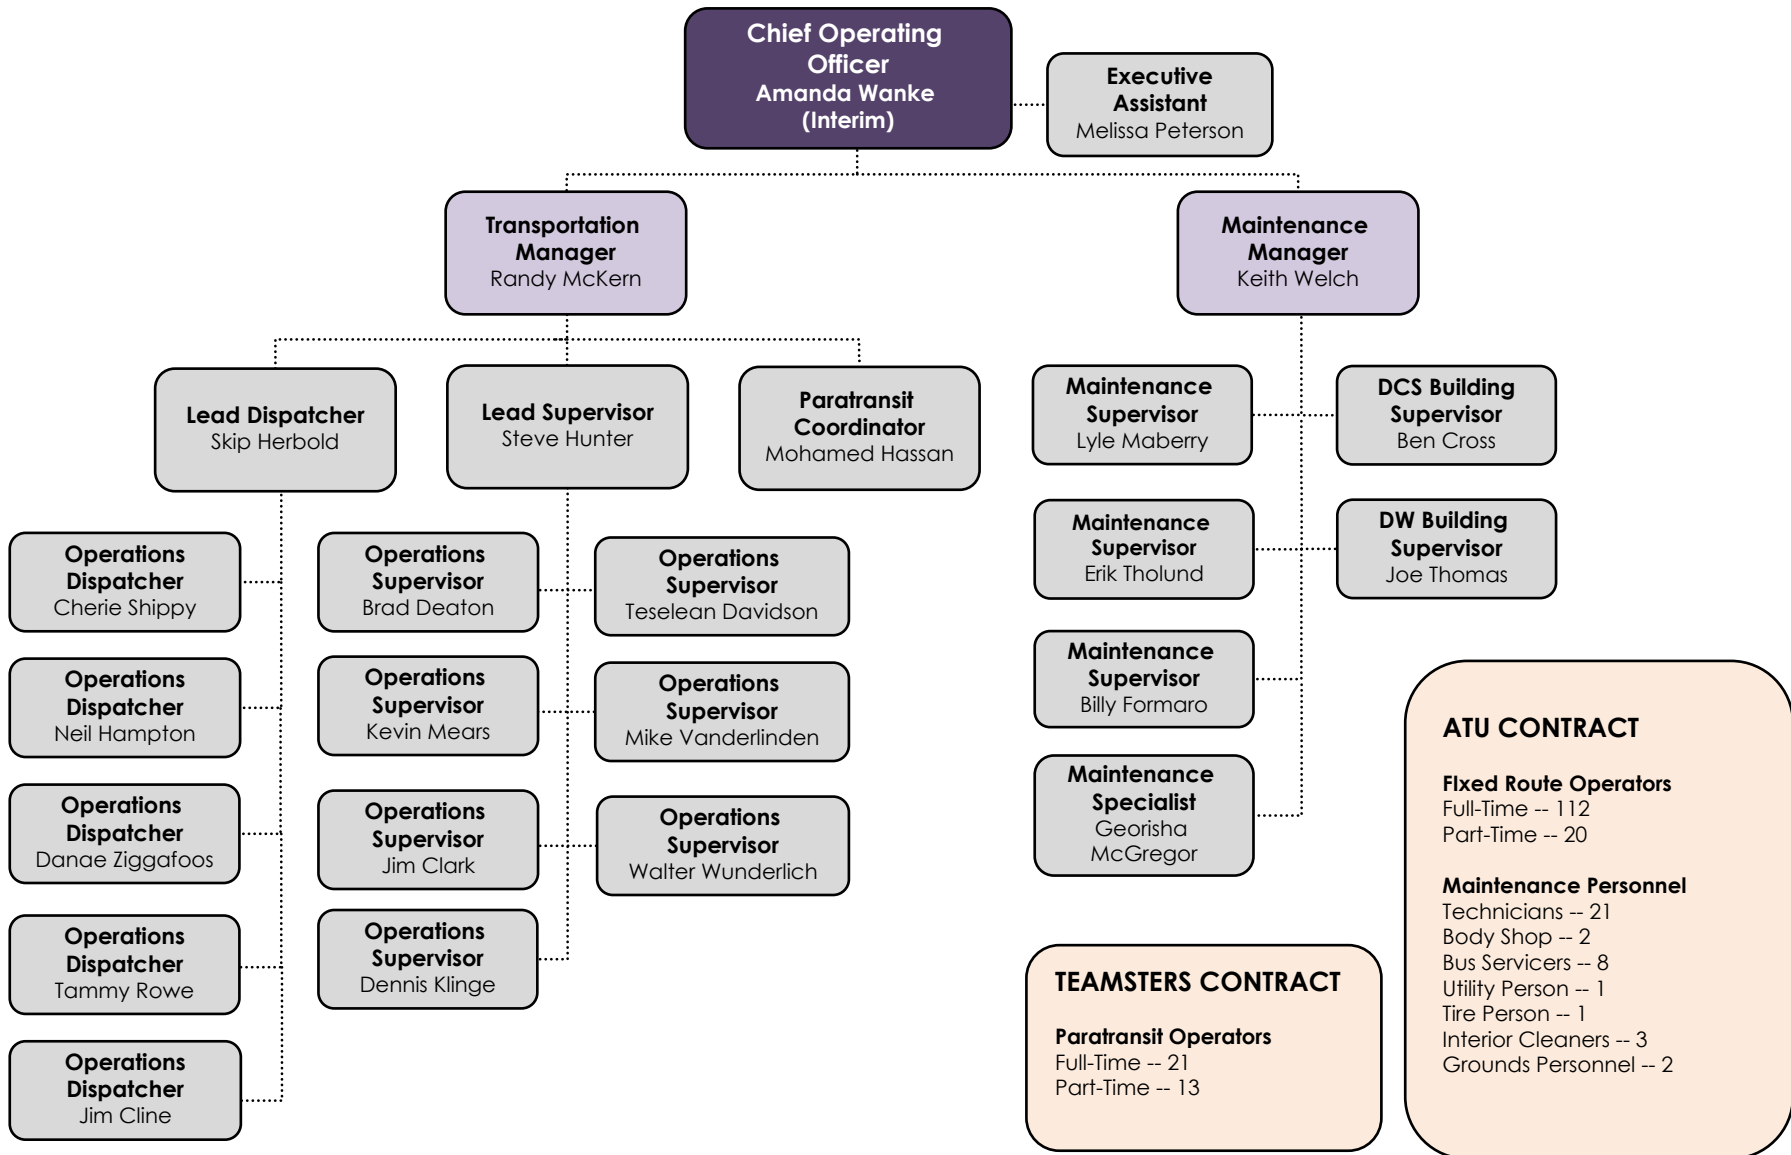 Chief Operating
Officer
Amanda Wanke
(Interim)
Executive
Assistant
Melissa Peterson
Transportation
Manager
Randy McKern
Maintenance
Manager
Keith Welch
Lead Dispatcher
Skip Herbold
Lead Supervisor
Steve Hunter
Paratransit
Coordinator
Mohamed Hassan
Maintenance
Supervisor
Lyle Maberry
DCS Building
Supervisor
Ben Cross
Operations
Dispatcher
Cherie Shippy
Operations
Supervisor
Brad Deaton
Operations
Supervisor
Teselean Davidson
Maintenance
Supervisor
Erik Tholund
DW Building
Supervisor
Joe Thomas
Operations
Dispatcher
Neil Hampton
Operations
Supervisor
Kevin Mears
Operations
Supervisor
Mike Vanderlinden
Maintenance
Supervisor
Billy Formaro
Operations
Dispatcher
Danae Ziggafoos
Operations
Supervisor
Jim Clark
Operations
Supervisor
Walter Wunderlich
Maintenance
Specialist
Georisha
McGregor
Operations
Dispatcher
Tammy Rowe
Operations
Supervisor
Dennis Klinge
Operations
Dispatcher
Jim Cline
TEAMSTERS CONTRACT
Paratransit Operators
Full-Time -- 21
Part-Time -- 13
ATU CONTRACT
FIxed Route Operators
Full-Time -- 112
Part-Time -- 20
Maintenance Personnel
Technicians -- 21
Body Shop -- 2
Bus Servicers -- 8
Utility Person -- 1
Tire Person -- 1
Interior Cleaners -- 3
Grounds Personnel -- 2